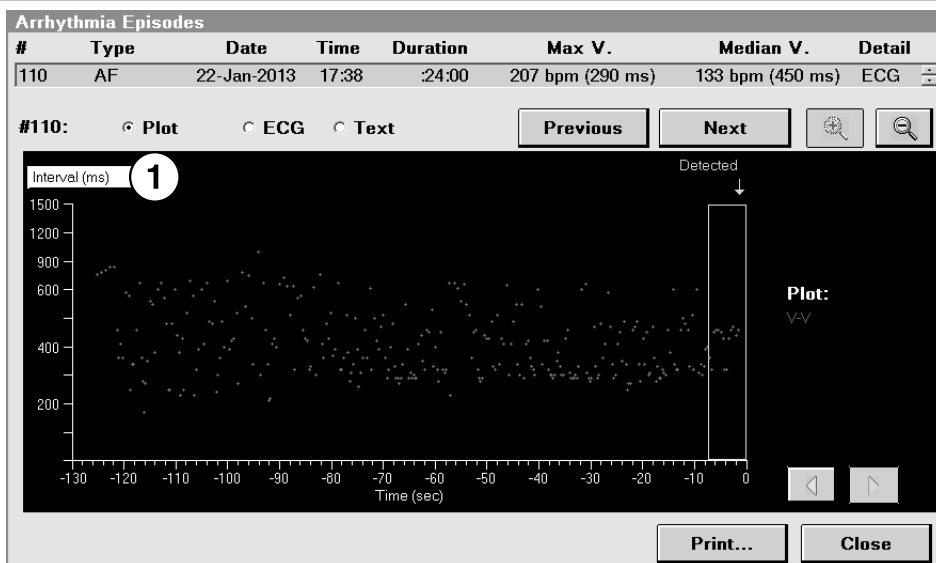 Arrhythmia Episodes
# Type Date Time Duration Max V. Median V. Detail
110 AF 22-Jan-2013 17:38 :24:00 207 bpm (290 ms) 133 bpm (450 ms) ECG
#110: Plot ECG Text Previous Next
Detected
Interval (ms) 1
1500
1200
900
600
400
200
Plot:
V-V
-130 -120 -110 -100 -90 -80 -70 -60 -50 -40 -30 -20 -10 0
Time (sec)
Print... Close